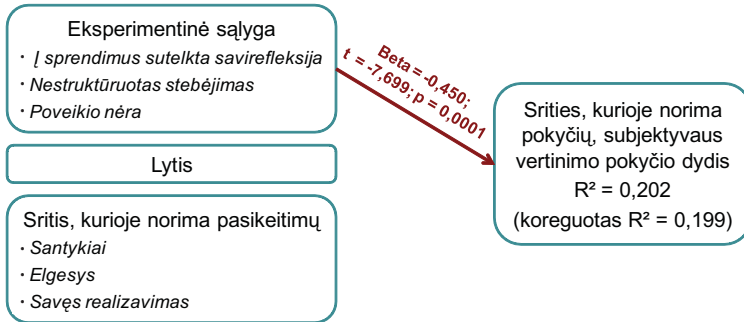 Eksperimentinė sąlyga
· Į sprendimus sutelkta savirefleksija
· Nestruktūruotas stebėjimas
· Poveikio nėra
Lytis
Sritis, kurioje norima pasikeitimų
· Santykiai
· Elgesys
· Savęs realizavimas
Beta = -0,450;
t = -7,699; p = 0,0001
Srities, kurioje norima
pokyčių, subjektyvaus
vertinimo pokyčio dydis
R² = 0,202
(koreguotas R² = 0,199)